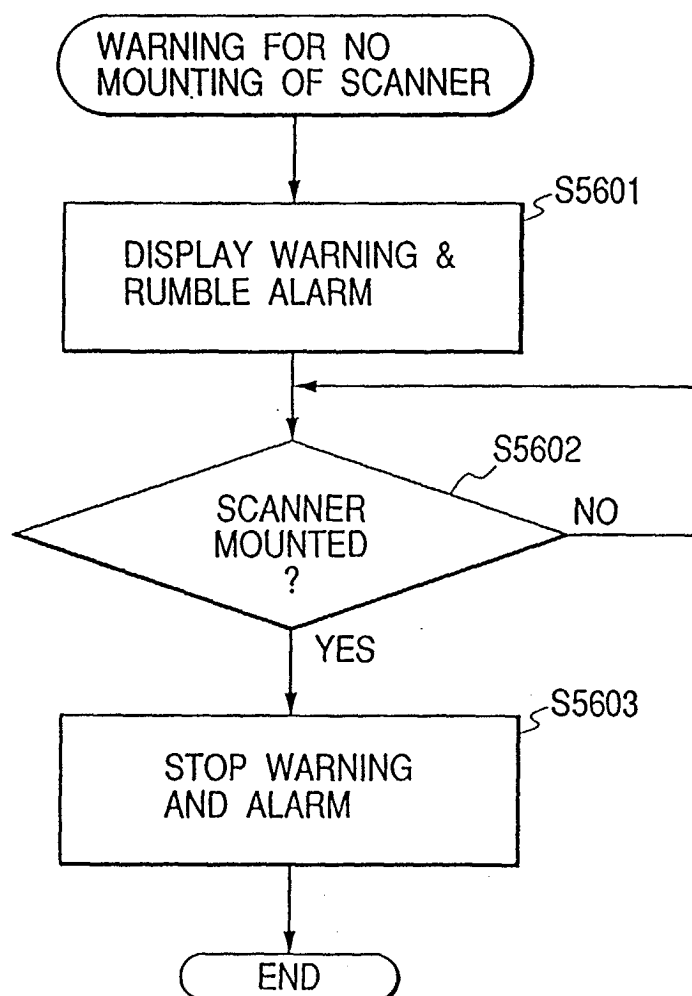 WARNING FOR NO
MOUNTING OF SCANNER
S5601
DISPLAY WARNING &
RUMBLE ALARM
S5602
SCANNER
MOUNTED
?
NO
YES
S5603
STOP WARNING
AND ALARM
END